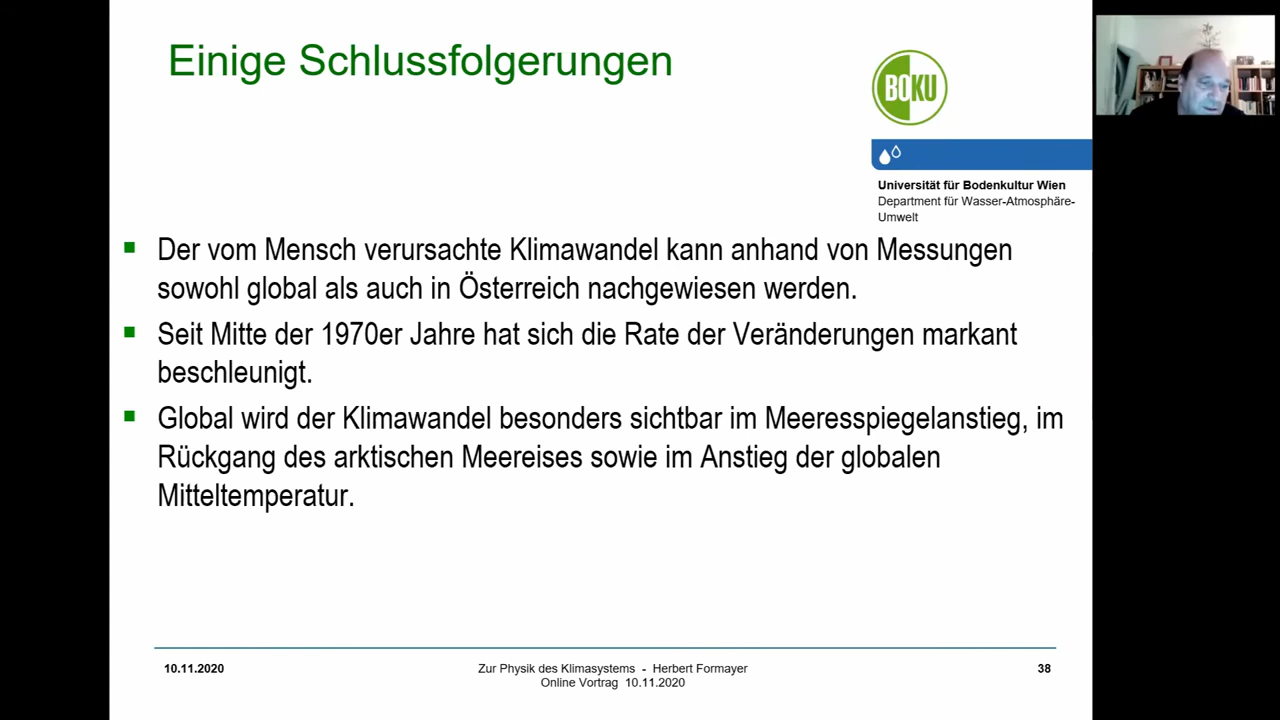 Einige Schlussfolgerungen
BOKU
Universität für Bodenkultur Wien
Department für Wasser-Atmosphäre-
Umwelt
Der vom Mensch verursachte Klimawandel kann anhand von Messungen
sowohl global als auch in Österreich nachgewiesen werden.
Seit Mitte der 1970er Jahre hat sich die Rate der Veränderungen markant
beschleunigt.
Global wird der Klimawandel besonders sichtbar im Meeresspiegelanstieg, im
Rückgang des arktischen Meereises sowie im Anstieg der globalen
Mitteltemperatur.
10.11.2020
Zur Physik des Klimasystems - Herbert Formayer
Online Vortrag 10.11.2020
38